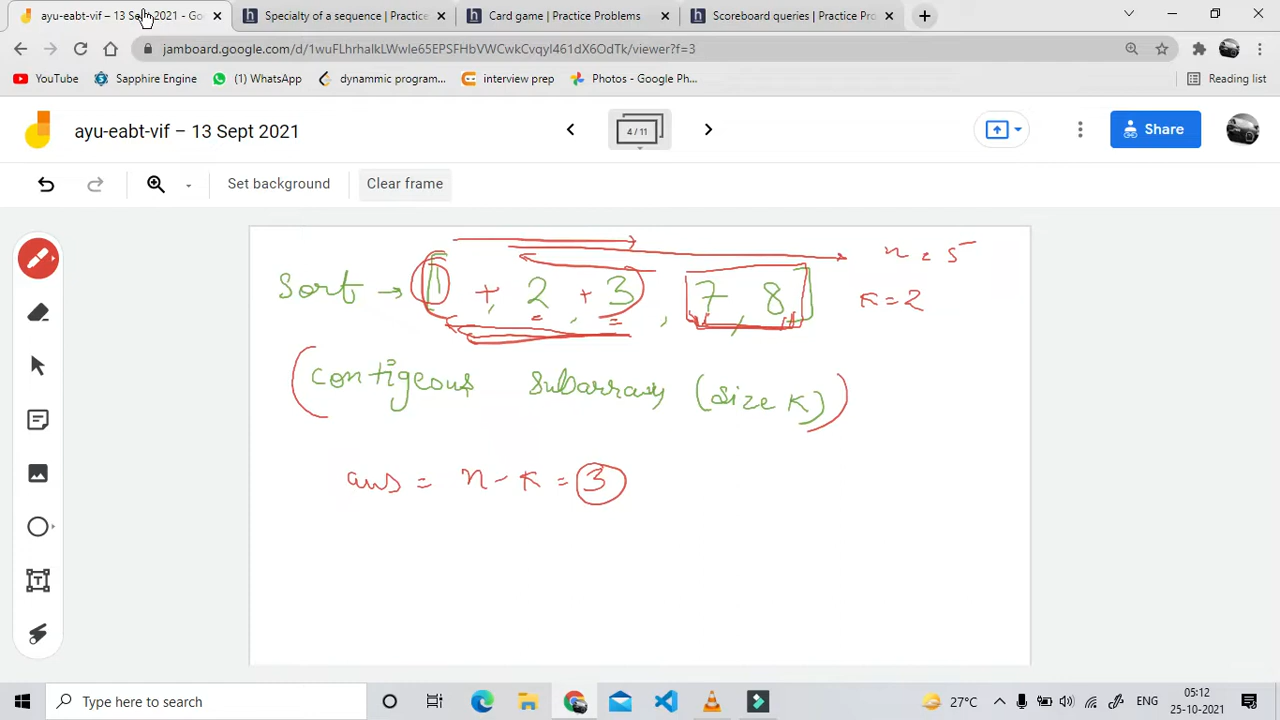 ayu-eabt-vif – 13 Sept 2021 - Go
Specialty of a sequence | Practice
Card game | Practice Problems
Scoreboard queries | Practice Pro
jamboard.google.com/d/1wuFLhrhalkLWwIe65EPSFHbVWCwkCvqyl461dX6OdTk/viewer?f=3
YouTube
Sapphire Engine
(1) WhatsApp
dynammic program...
interview prep
Photos - Google Ph...
Reading list
ayu-eabt-vif – 13 Sept 2021
4 / 11
Share
Set background
Clear frame
Sort → 1 + , 2 , + 3 , 7 , 8
n = 5
K = 2
(contigeous subarray (size K))
ans = n - K = 3
Type here to search
27°C
ENG
05:12
25-10-2021